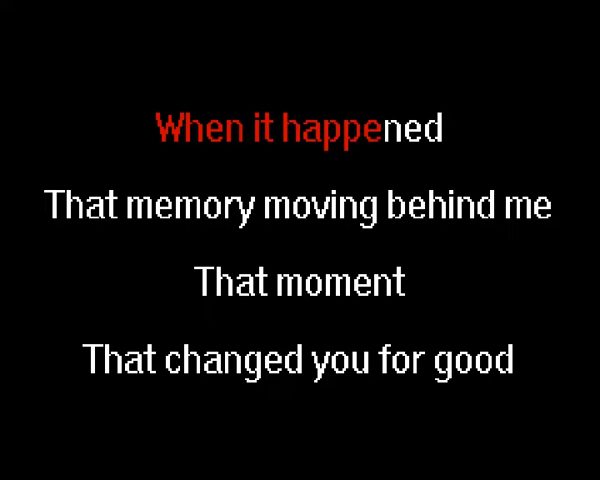 When it happened
That memory moving behind me
That moment
That changed you for good